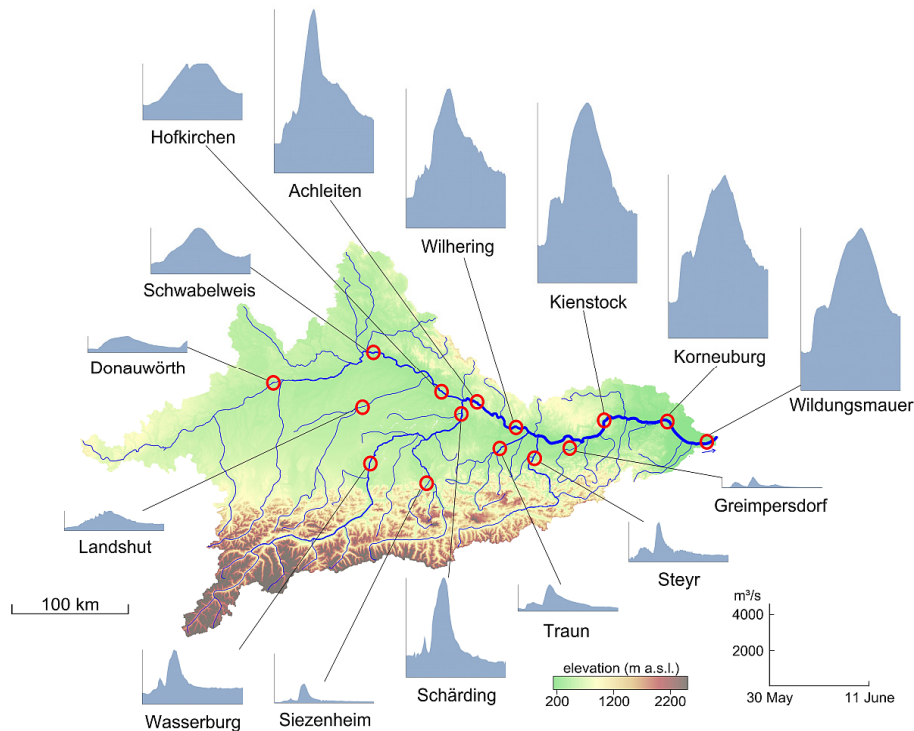 Hofkirchen
Achleiten
Wilhering
Schwabelweis
Kienstock
Donauwörth
Korneuburg
Wildungsmauer
Greimpersdorf
Landshut
Steyr
100 km
Traun
m³/s
4000
2000
30 May
11 June
elevation (m a.s.l.)
200
1200
2200
Schärding
Wasserburg
Siezenheim